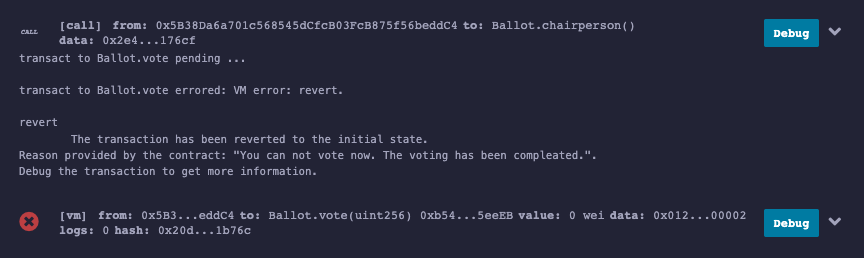 [call] from: 0x5B38Da6a701c568545dCfcB03FcB875f56beddC4 to: Ballot.chairperson()
CALL
data: 0x2e4...176cf
Debug
transact to Ballot.vote pending ...
transact to Ballot.vote errored: VM error: revert.
revert
The transaction has been reverted to the initial state.
Reason provided by the contract: "You can not vote now. The voting has been compleated.".
Debug the transaction to get more information.
[vm] from: 0x5B3...eddC4 to: Ballot.vote(uint256) 0xb54...5eeEB value: 0 wei data: 0x012...00002
logs: 0 hash: 0x20d...1b76c
Debug